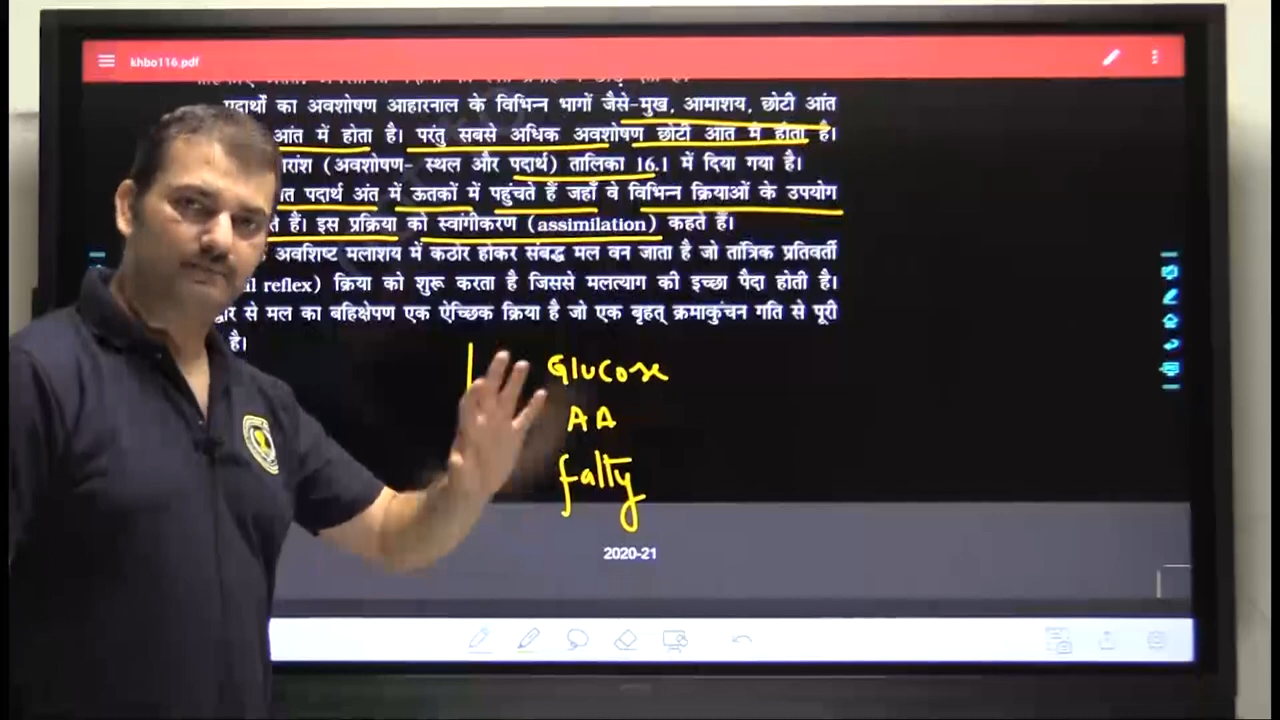 khbo116.pdf
पदार्थों का अवशोषण आहारनाल के विभिन्न भागों जैसे-मुख, आमाशय, छोटी आंत
आंत में होता है। परंतु सबसे अधिक अवशोषण छोटी आंत में होता है।
(अवशोषण- स्थल और पदार्थ) तालिका 16.1 में दिया गया है।
पदार्थ अंत में ऊतकों में पहुंचते हैं जहाँ वे विभिन्न क्रियाओं के उपयोग
हैं। इस प्रक्रिया को स्वांगीकरण (assimilation) कहते हैं।
अवशिष्ट मलाशय में कठोर होकर संबद्ध मल वन जाता है जो तांत्रिक प्रतिवर्ती
reflex) क्रिया को शुरू करता है जिससे मलत्याग की इच्छा पैदा होती है।
से मल का बहिक्षेपण एक ऐच्छिक क्रिया है जो एक बृहत् क्रमाकुंचन गति से पूरी
है।
Glucose
AA
fatty
2020-21